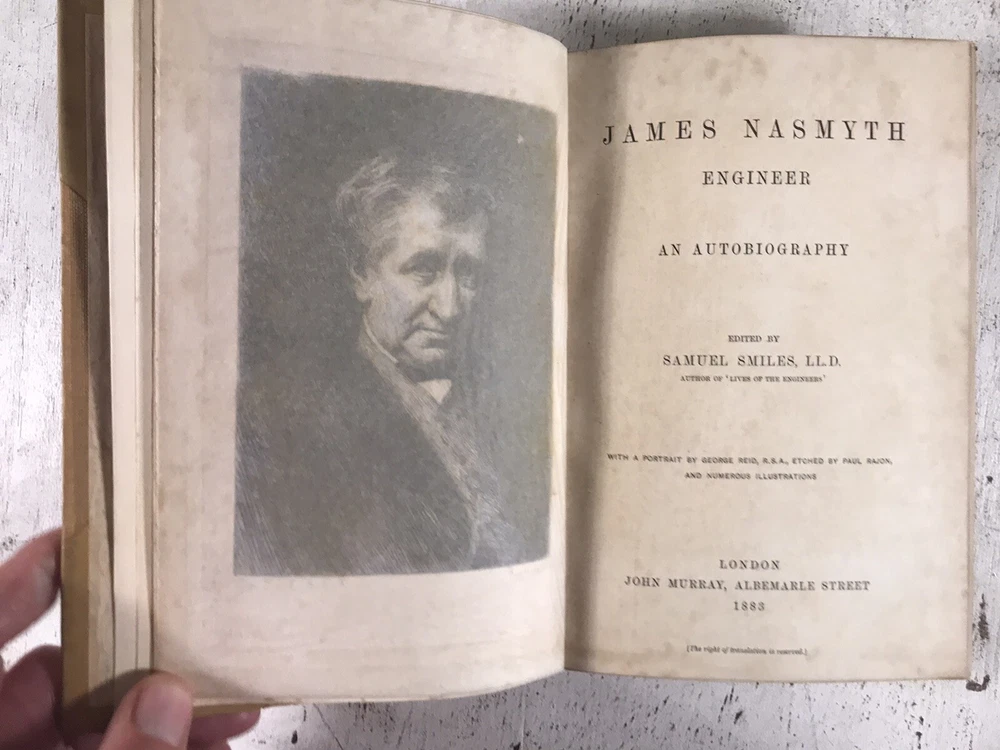 JAMES NASMYTH
ENGINEER
AN AUTOBIOGRAPHY
EDITED BY
SAMUEL SMILES, LL.D.
AUTHOR OF 'LIVES OF THE ENGINEERS'
WITH A PORTRAIT BY GEORGE REID, R.S.A., ETCHED BY PAUL RAJON,
AND NUMEROUS ILLUSTRATIONS
LONDON
JOHN MURRAY, ALBEMARLE STREET
1883
[The right of translation is reserved.]